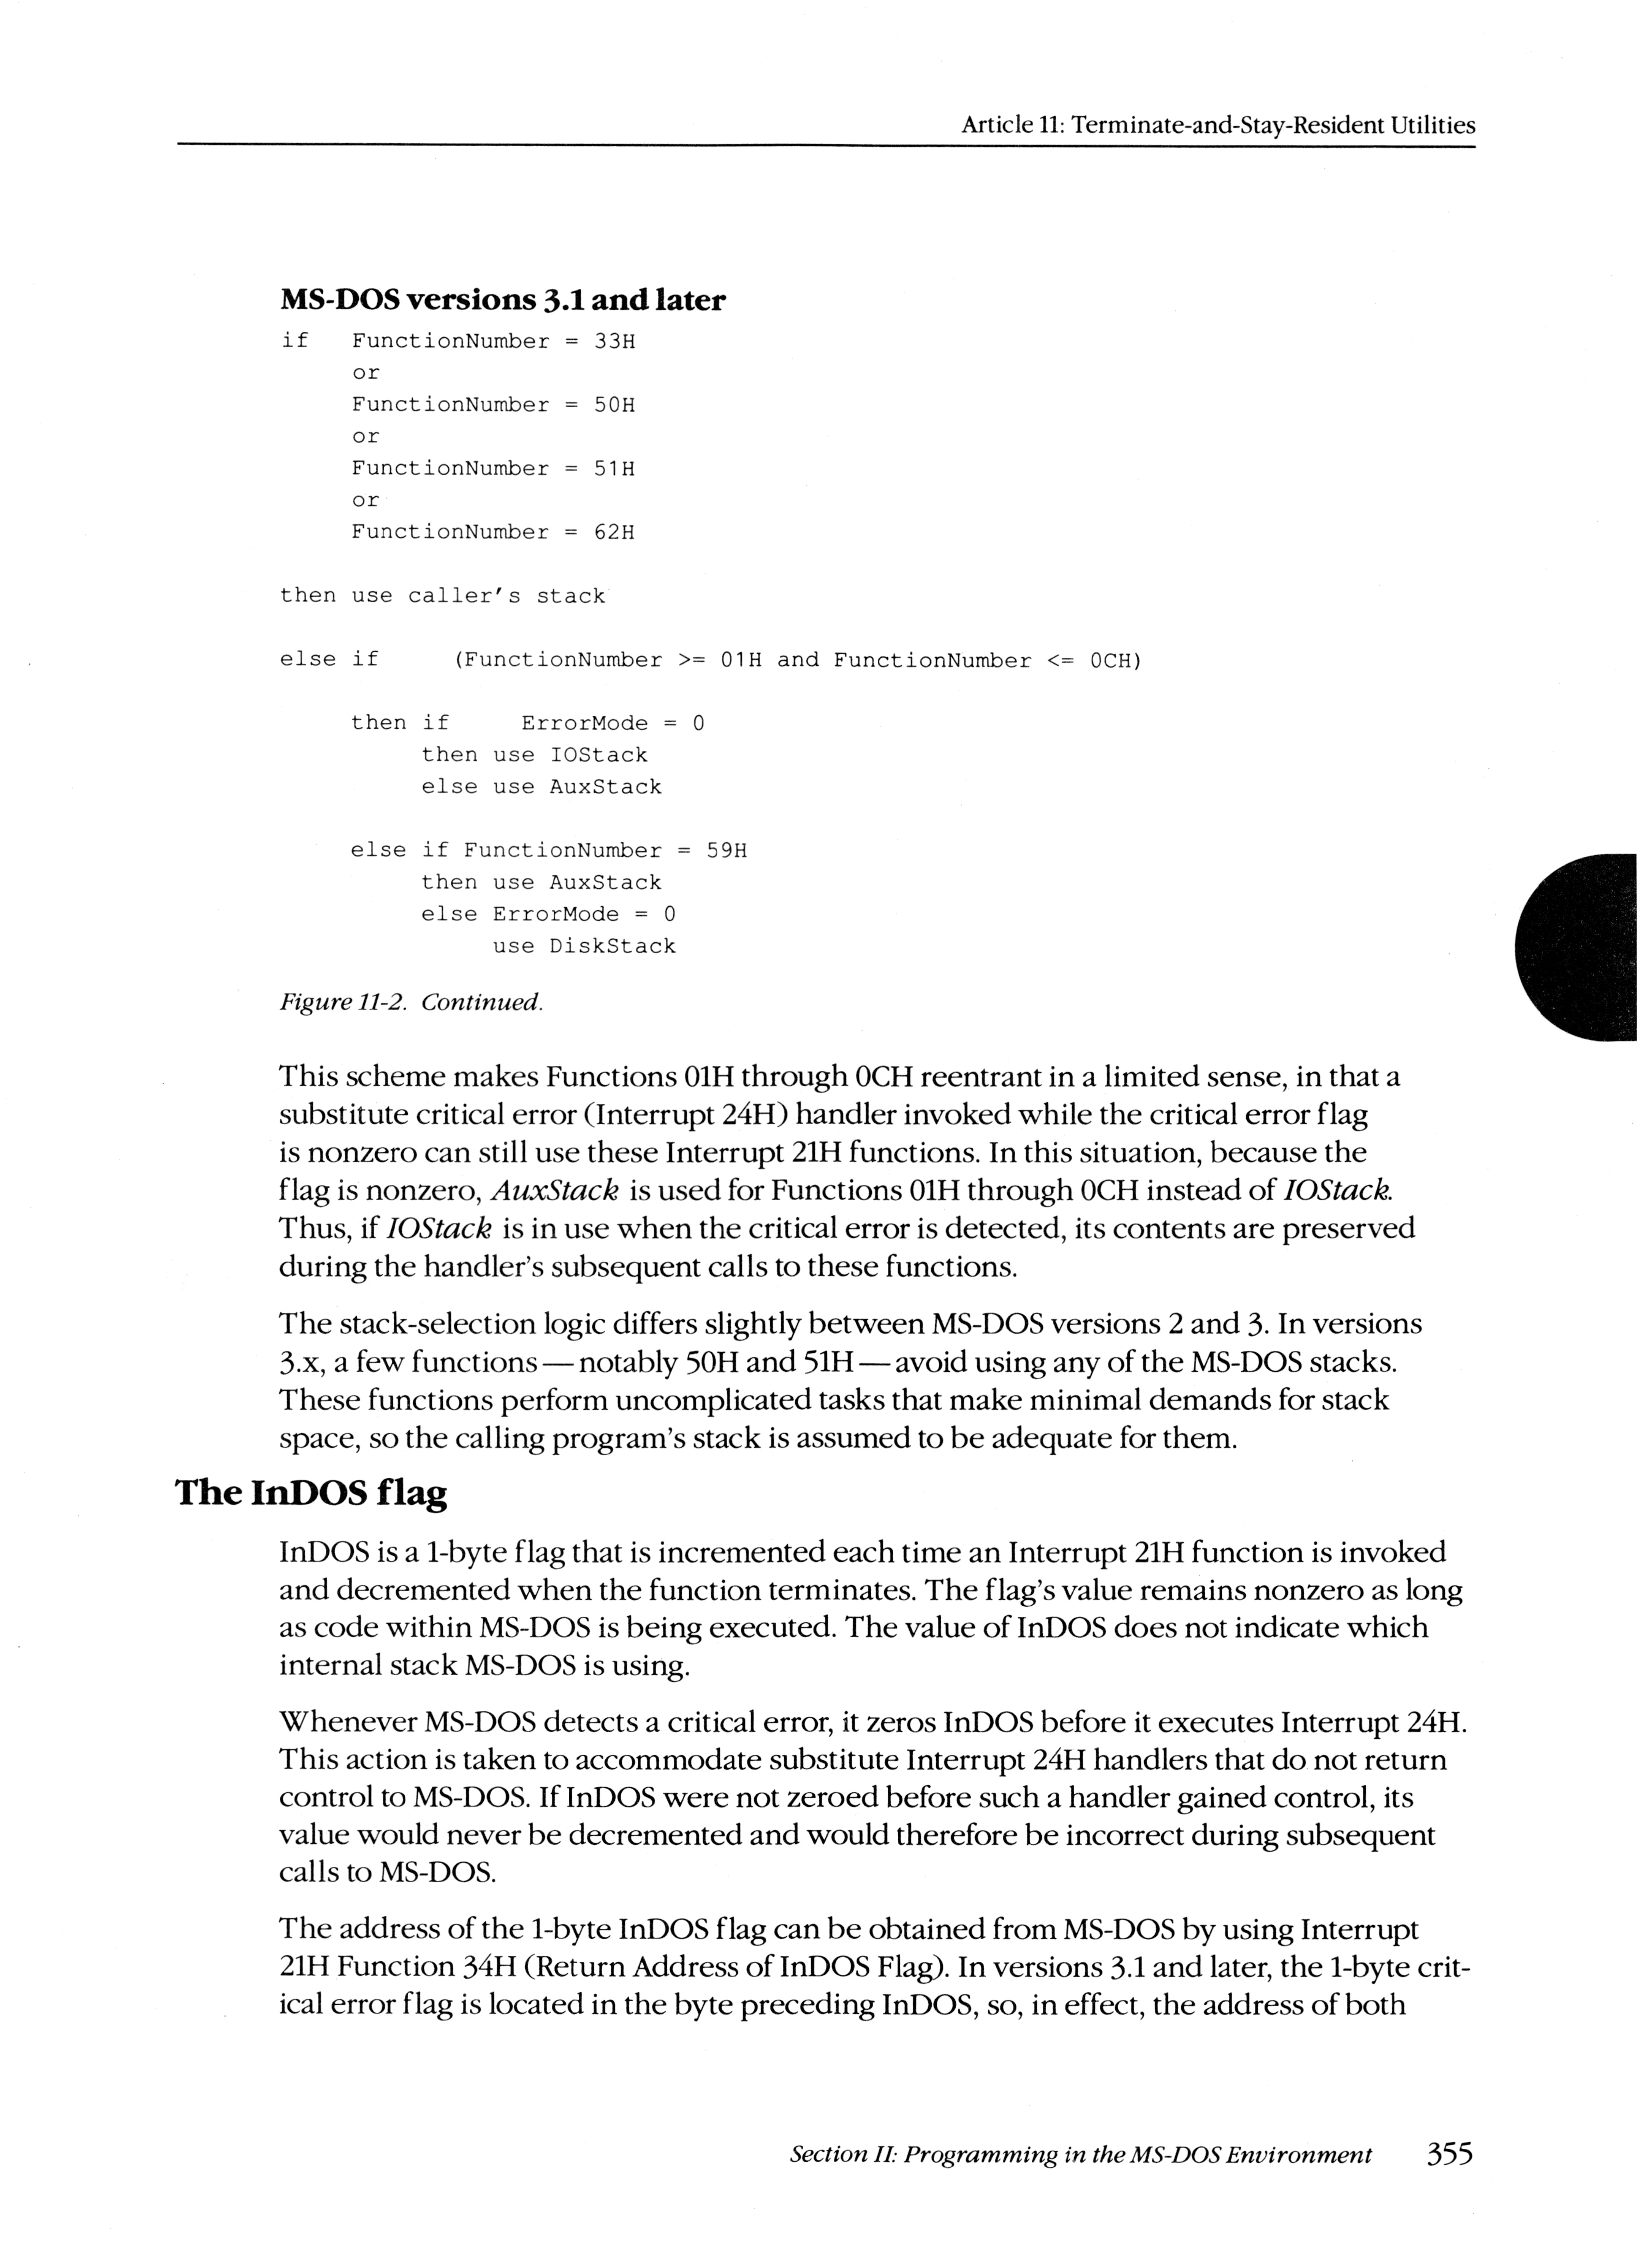 Article 11: Terminate-and-Stay-Resident Utilities
MS-DOS versions 3.1 and later
if   FunctionNumber = 33H
     or
     FunctionNumber = 50H
     or
     FunctionNumber = 51H
     or
     FunctionNumber = 62H
then use caller's stack
else if     (FunctionNumber >= 01H and FunctionNumber <= 0CH)
     then if     ErrorMode = 0
          then use IOStack
          else use AuxStack
     else if FunctionNumber = 59H
          then use AuxStack
          else ErrorMode = 0
               use DiskStack
Figure 11-2. Continued.
This scheme makes Functions 01H through 0CH reentrant in a limited sense, in that a
substitute critical error (Interrupt 24H) handler invoked while the critical error flag
is nonzero can still use these Interrupt 21H functions. In this situation, because the
flag is nonzero, AuxStack is used for Functions 01H through 0CH instead of IOStack.
Thus, if IOStack is in use when the critical error is detected, its contents are preserved
during the handler's subsequent calls to these functions.
The stack-selection logic differs slightly between MS-DOS versions 2 and 3. In versions
3.x, a few functions — notably 50H and 51H — avoid using any of the MS-DOS stacks.
These functions perform uncomplicated tasks that make minimal demands for stack
space, so the calling program's stack is assumed to be adequate for them.
The InDOS flag
InDOS is a 1-byte flag that is incremented each time an Interrupt 21H function is invoked
and decremented when the function terminates. The flag's value remains nonzero as long
as code within MS-DOS is being executed. The value of InDOS does not indicate which
internal stack MS-DOS is using.
Whenever MS-DOS detects a critical error, it zeros InDOS before it executes Interrupt 24H.
This action is taken to accommodate substitute Interrupt 24H handlers that do not return
control to MS-DOS. If InDOS were not zeroed before such a handler gained control, its
value would never be decremented and would therefore be incorrect during subsequent
calls to MS-DOS.
The address of the 1-byte InDOS flag can be obtained from MS-DOS by using Interrupt
21H Function 34H (Return Address of InDOS Flag). In versions 3.1 and later, the 1-byte crit-
ical error flag is located in the byte preceding InDOS, so, in effect, the address of both
Section II: Programming in the MS-DOS Environment     355